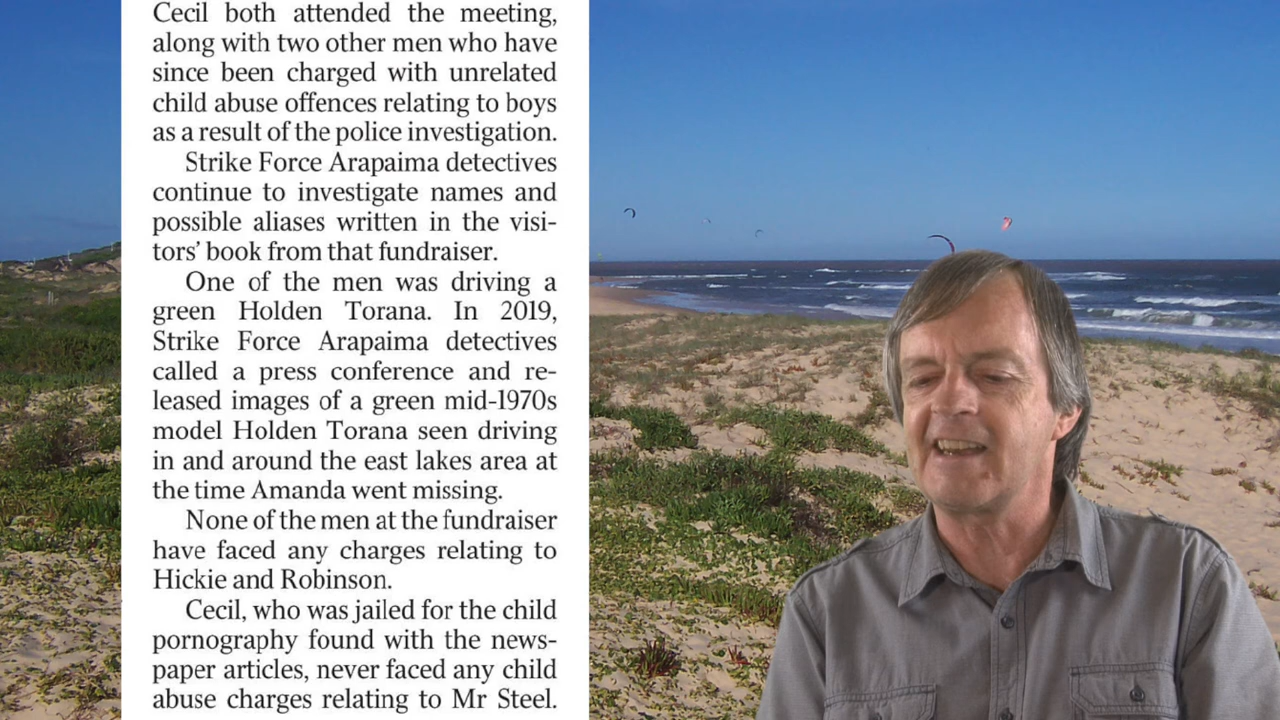 Cecil both attended the meeting,
along with two other men who have
since been charged with unrelated
child abuse offences relating to boys
as a result of the police investigation.
Strike Force Arapaima detectives
continue to investigate names and
possible aliases written in the visi-
tors' book from that fundraiser.
One of the men was driving a
green Holden Torana. In 2019,
Strike Force Arapaima detectives
called a press conference and re-
leased images of a green mid-1970s
model Holden Torana seen driving
in and around the east lakes area at
the time Amanda went missing.
None of the men at the fundraiser
have faced any charges relating to
Hickie and Robinson.
Cecil, who was jailed for the child
pornography found with the news-
paper articles, never faced any child
abuse charges relating to Mr Steel.